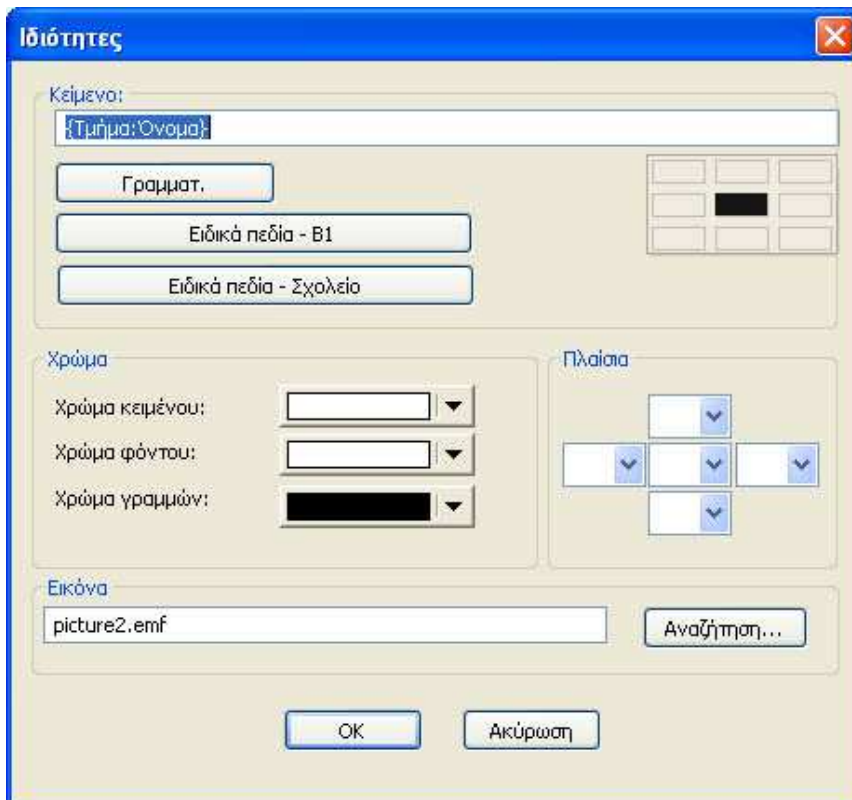 Ιδιότητες
Κείμενο:
{Τμήμα:Όνομα}
Γραμματ.
Ειδικά πεδία - Β1
Ειδικά πεδία - Σχολείο
Χρώμα
Πλαίσια
Χρώμα κειμένου:
Χρώμα φόντου:
Χρώμα γραμμών:
Εικόνα
picture2.emf
Αναζήτηση...
OK
Ακύρωση